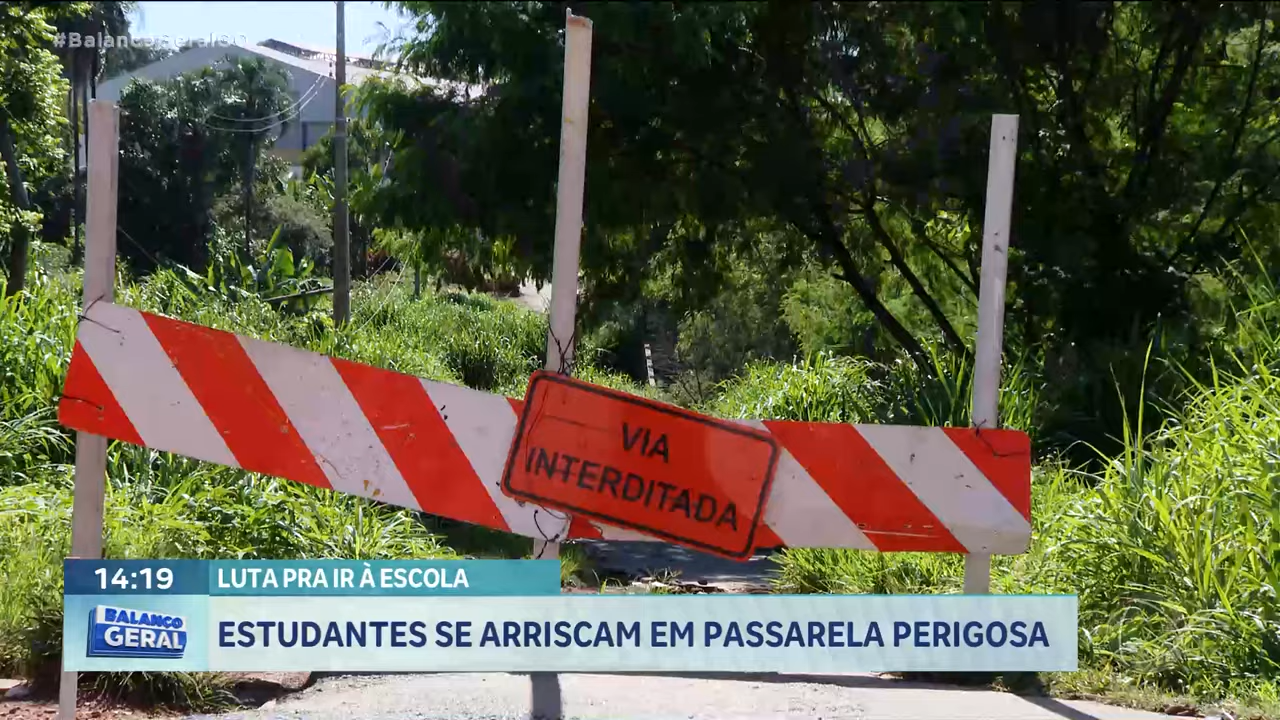 #BalançoGeralGO
VIA
INTERDITADA
14:19
LUTA PRA IR À ESCOLA
BALANÇO
GERAL
ESTUDANTES SE ARRISCAM EM PASSARELA PERIGOSA